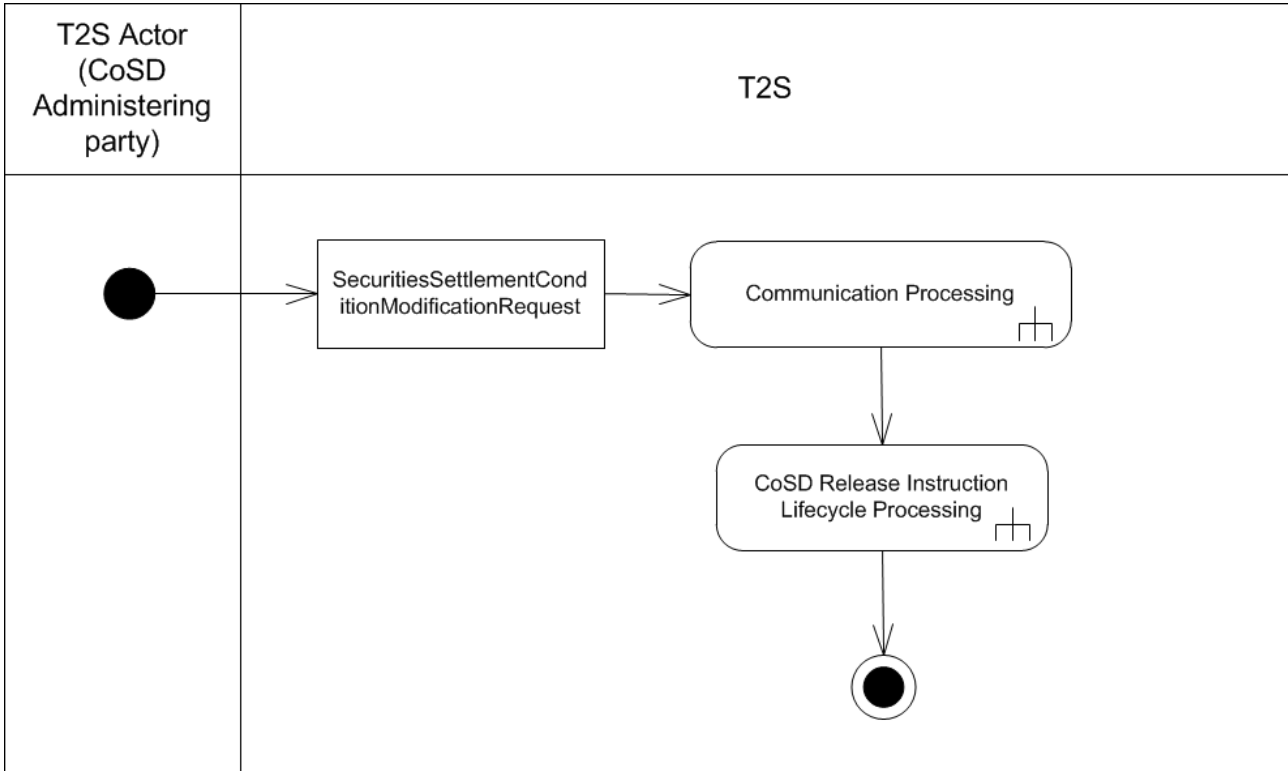 T2S Actor
(CoSD
Administering
party)
T2S
SecuritiesSettlementCond
itionModificationRequest
Communication Processing
CoSD Release Instruction
Lifecycle Processing